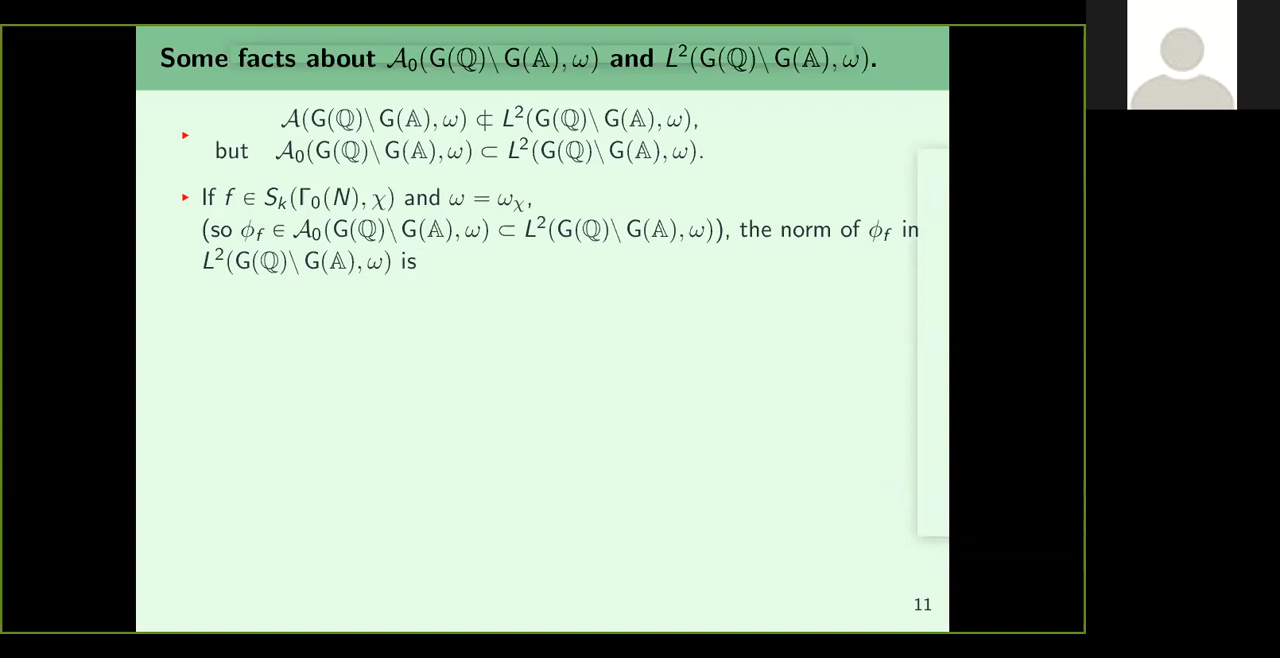 Some facts about 𝒜₀(G(ℚ)\G(𝔸), ω) and L²(G(ℚ)\G(𝔸), ω).
𝒜(G(ℚ)\G(𝔸), ω) ⊄ L²(G(ℚ)\G(𝔸), ω),
but 𝒜₀(G(ℚ)\G(𝔸), ω) ⊂ L²(G(ℚ)\G(𝔸), ω).
If f ∈ Sₖ(Γ₀(N), χ) and ω = ω_χ,
(so ϕ_f ∈ 𝒜₀(G(ℚ)\G(𝔸), ω) ⊂ L²(G(ℚ)\G(𝔸), ω)), the norm of ϕ_f in
L²(G(ℚ)\G(𝔸), ω) is
11